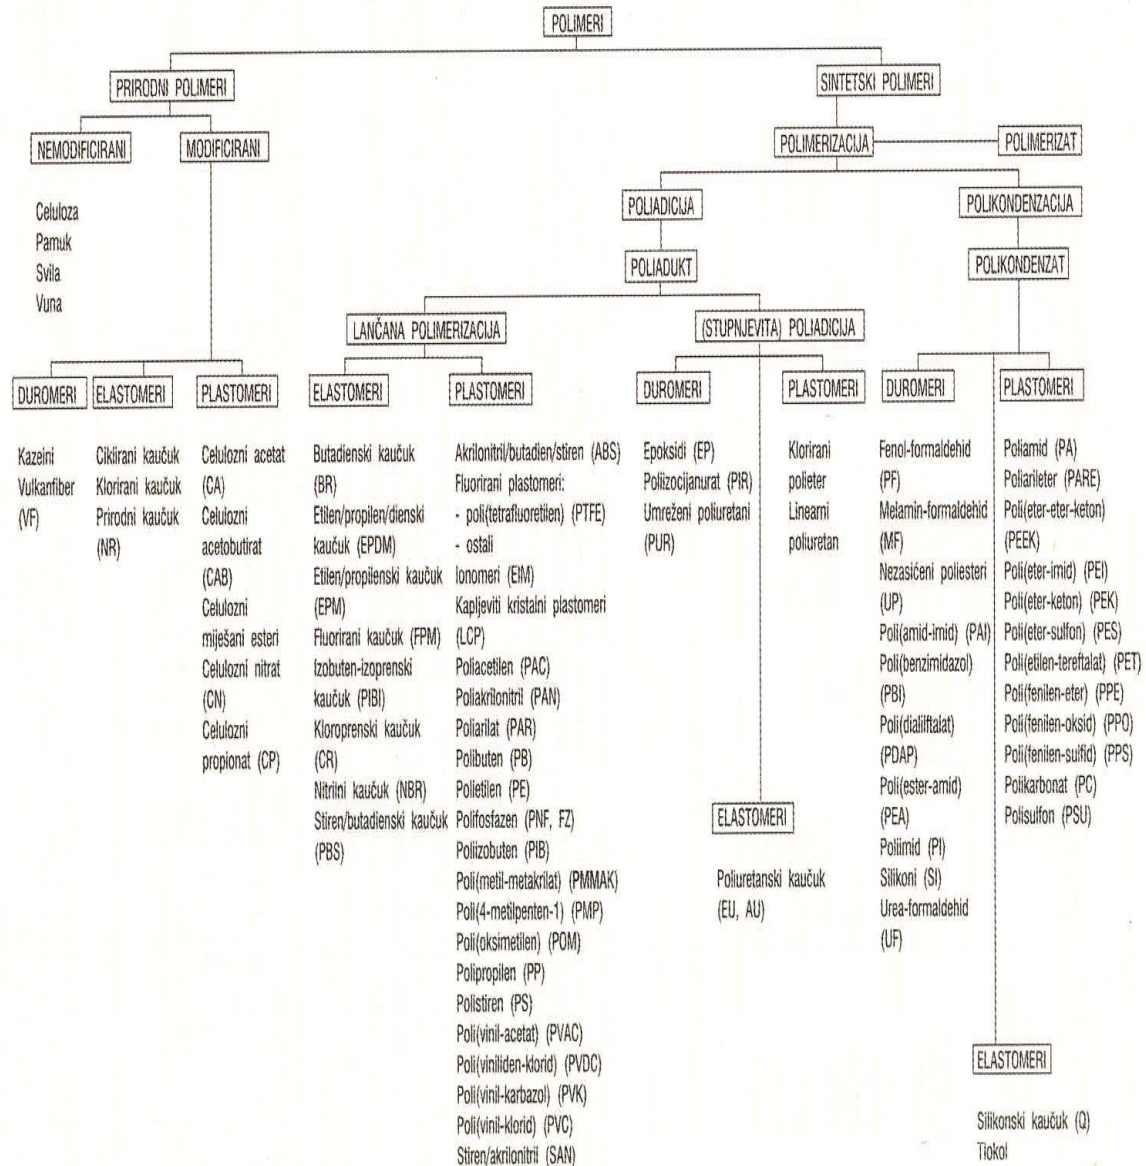 POLIMERI
PRIRODNI POLIMERI
SINTETSKI POLIMERI
NEMODIFICIRANI
MODIFICIRANI
POLIMERIZACIJA
POLIMERIZAT
Celuloza
Pamuk
Svila
Vuna
POLIADICIJA
POLIKONDENZACIJA
POLIADUKT
POLIKONDENZAT
LANČANA POLIMERIZACIJA
(STUPNJEVITA) POLIADICIJA
DUROMERI
Kazeini
Vulkanfiber
(VF)
ELASTOMERI
Ciklirani kaučuk
Klorirani kaučuk
Prirodni kaučuk
(NR)
PLASTOMERI
Celulozni acetat
(CA)
Celulozni
acetobutirat
(CAB)
Celulozni
miješani esteri
Celulozni nitrat
(CN)
Celulozni
propionat (CP)
ELASTOMERI
Butadienski kaučuk
(BR)
Etilen/propilen/dienski
kaučuk (EPDM)
Etilen/propilenski kaučuk
(EPM)
Fluorirani kaučuk (FPM)
Izobuten-izoprenski
kaučuk (PIBI)
Kloroprenski kaučuk
(CR)
Nitrilni kaučuk (NBR)
Stiren/butadienski kaučuk
(PBS)
PLASTOMERI
Akrilonitril/butadien/stiren (ABS)
Fluorirani plastomeri:
- poli(tetrafluoretilen) (PTFE)
- ostali
Ionomeri (EIM)
Kapljeviti kristalni plastomeri
(LCP)
Poliacetilen (PAC)
Poliakrilonitril (PAN)
Poliarilat (PAR)
Polibuten (PB)
Polietilen (PE)
Polifosfazen (PNF, FZ)
Poliizobuten (PIB)
Poli(metil-metakrilat) (PMMAK)
Poli(4-metilpenten-1) (PMP)
Poli(oksimetilen) (POM)
Polipropilen (PP)
Polistiren (PS)
Poli(vinil-acetat) (PVAC)
Poli(viniliden-klorid) (PVDC)
Poli(vinil-karbazol) (PVK)
Poli(vinil-klorid) (PVC)
Stiren/akrilonitril (SAN)
DUROMERI
Epoksidi (EP)
Poliizocijanurat (PIR)
Umreženi poliuretani
(PUR)
PLASTOMERI
Klorirani
polieter
Linearni
poliuretan
ELASTOMERI
Poliuretanski kaučuk
(EU, AU)
DUROMERI
Fenol-formaldehid
(PF)
Melamin-formaldehid
(MF)
Nezasićeni poliesteri
(UP)
Poli(amid-imid) (PAI)
Poli(benzimidazol)
(PBI)
Poli(dialilftalat)
(PDAP)
Poli(ester-amid)
(PEA)
Poliimid (PI)
Silikoni (SI)
Urea-formaldehid
(UF)
PLASTOMERI
Poliamid (PA)
Poliarileter (PARE)
Poli(eter-eter-keton)
(PEEK)
Poli(eter-imid) (PEI)
Poli(eter-keton) (PEK)
Poli(eter-sulfon) (PES)
Poli(etilen-tereftalat) (PET)
Poli(fenilen-eter) (PPE)
Poli(fenilen-oksid) (PPO)
Poli(fenilen-sulfid) (PPS)
Polikarbonat (PC)
Polisulfon (PSU)
ELASTOMERI
Silikonski kaučuk (Q)
Tiokol